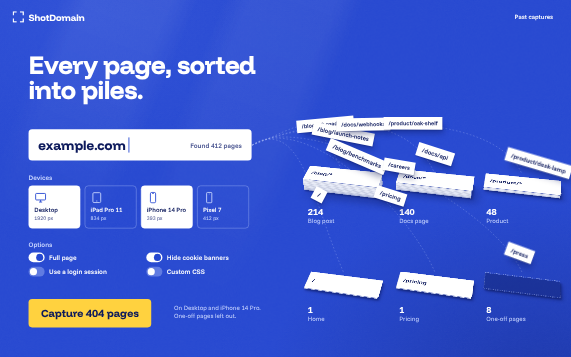 ShotDomain
Past captures
Every page, sorted
into piles.
example.com
Found 412 pages
/docs/webhook
/product/oak-shelf
/blog/launch-notes
/blog/benchmarks
/docs/api
/careers
/product/desk-lamp
/
/pricing
214
Blog post
140
Docs page
48
Product
Devices
Desktop
1920 px
iPad Pro 11
834 px
iPhone 14 Pro
393 px
Pixel 7
412 px
Options
Full page
Hide cookie banners
Use a login session
Custom CSS
/press
/
/pricing
1
Home
1
Pricing
8
One-off pages
Capture 404 pages
On Desktop and iPhone 14 Pro.
One-off pages left out.